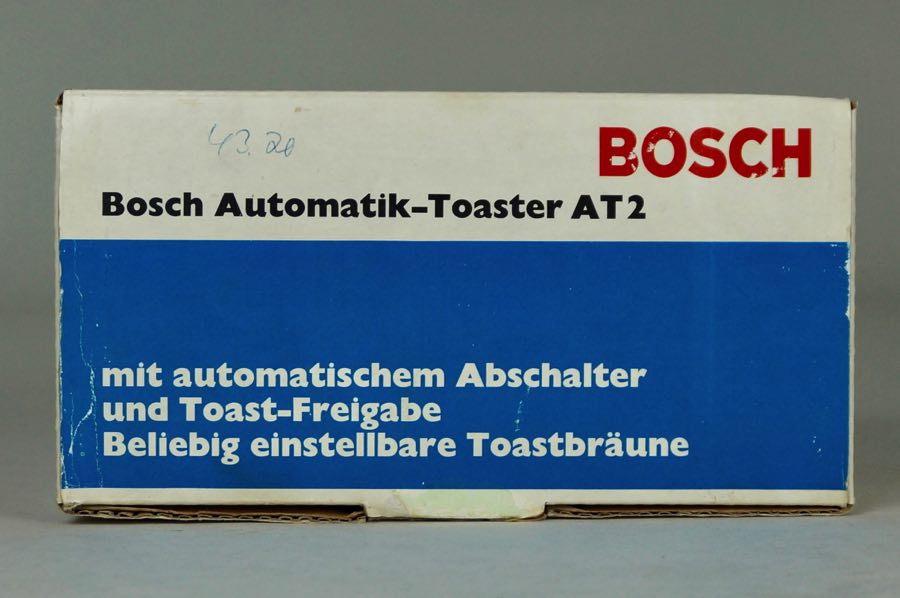 43.20
BOSCH
Bosch Automatik-Toaster AT2
mit automatischem Abschalter
und Toast-Freigabe
Beliebig einstellbare Toastbräune